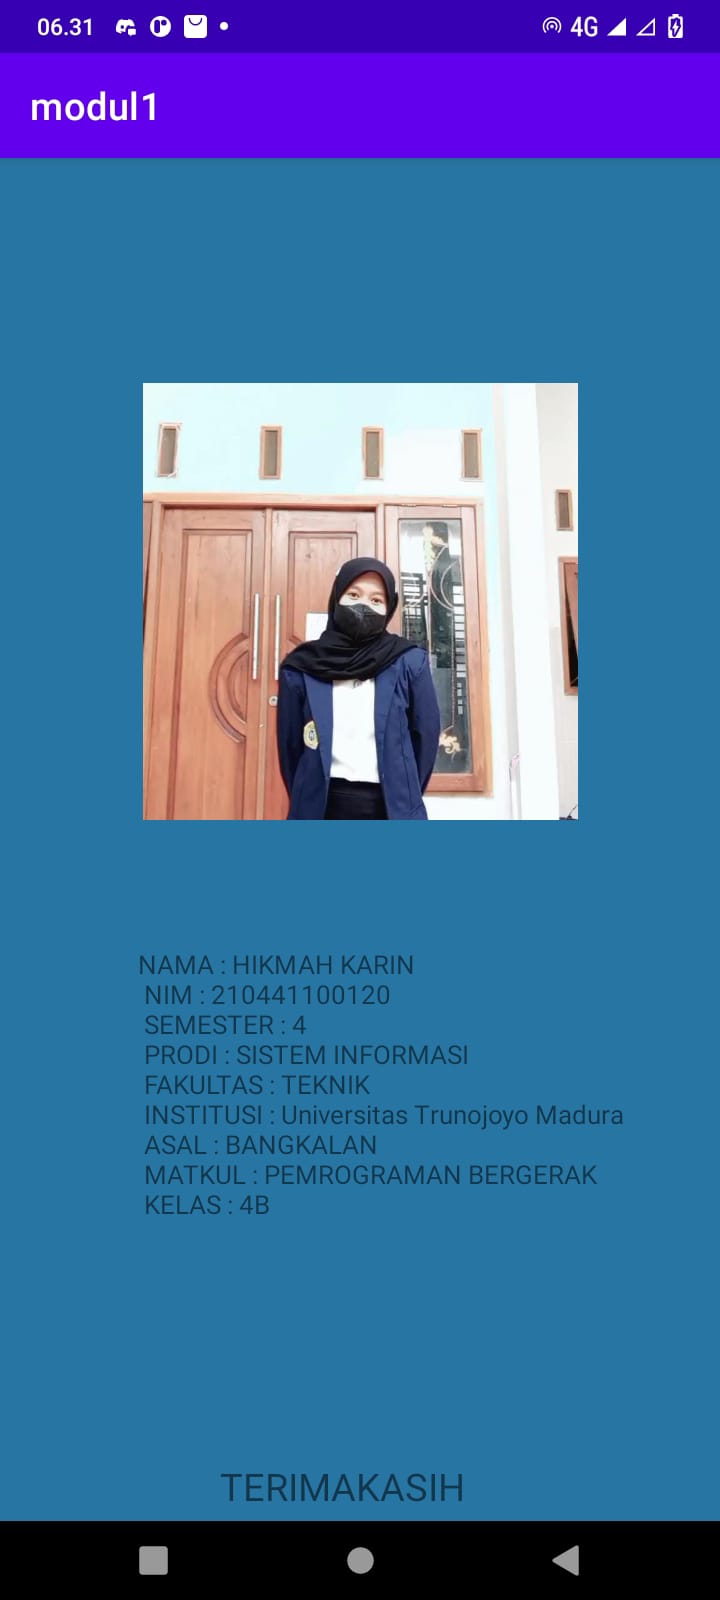 06.31
4G
modul1
NAMA : HIKMAH KARIN
NIM : 210441100120
SEMESTER : 4
PRODI : SISTEM INFORMASI
FAKULTAS : TEKNIK
INSTITUSI : Universitas Trunojoyo Madura
ASAL : BANGKALAN
MATKUL : PEMROGRAMAN BERGERAK
KELAS : 4B
TERIMAKASIH